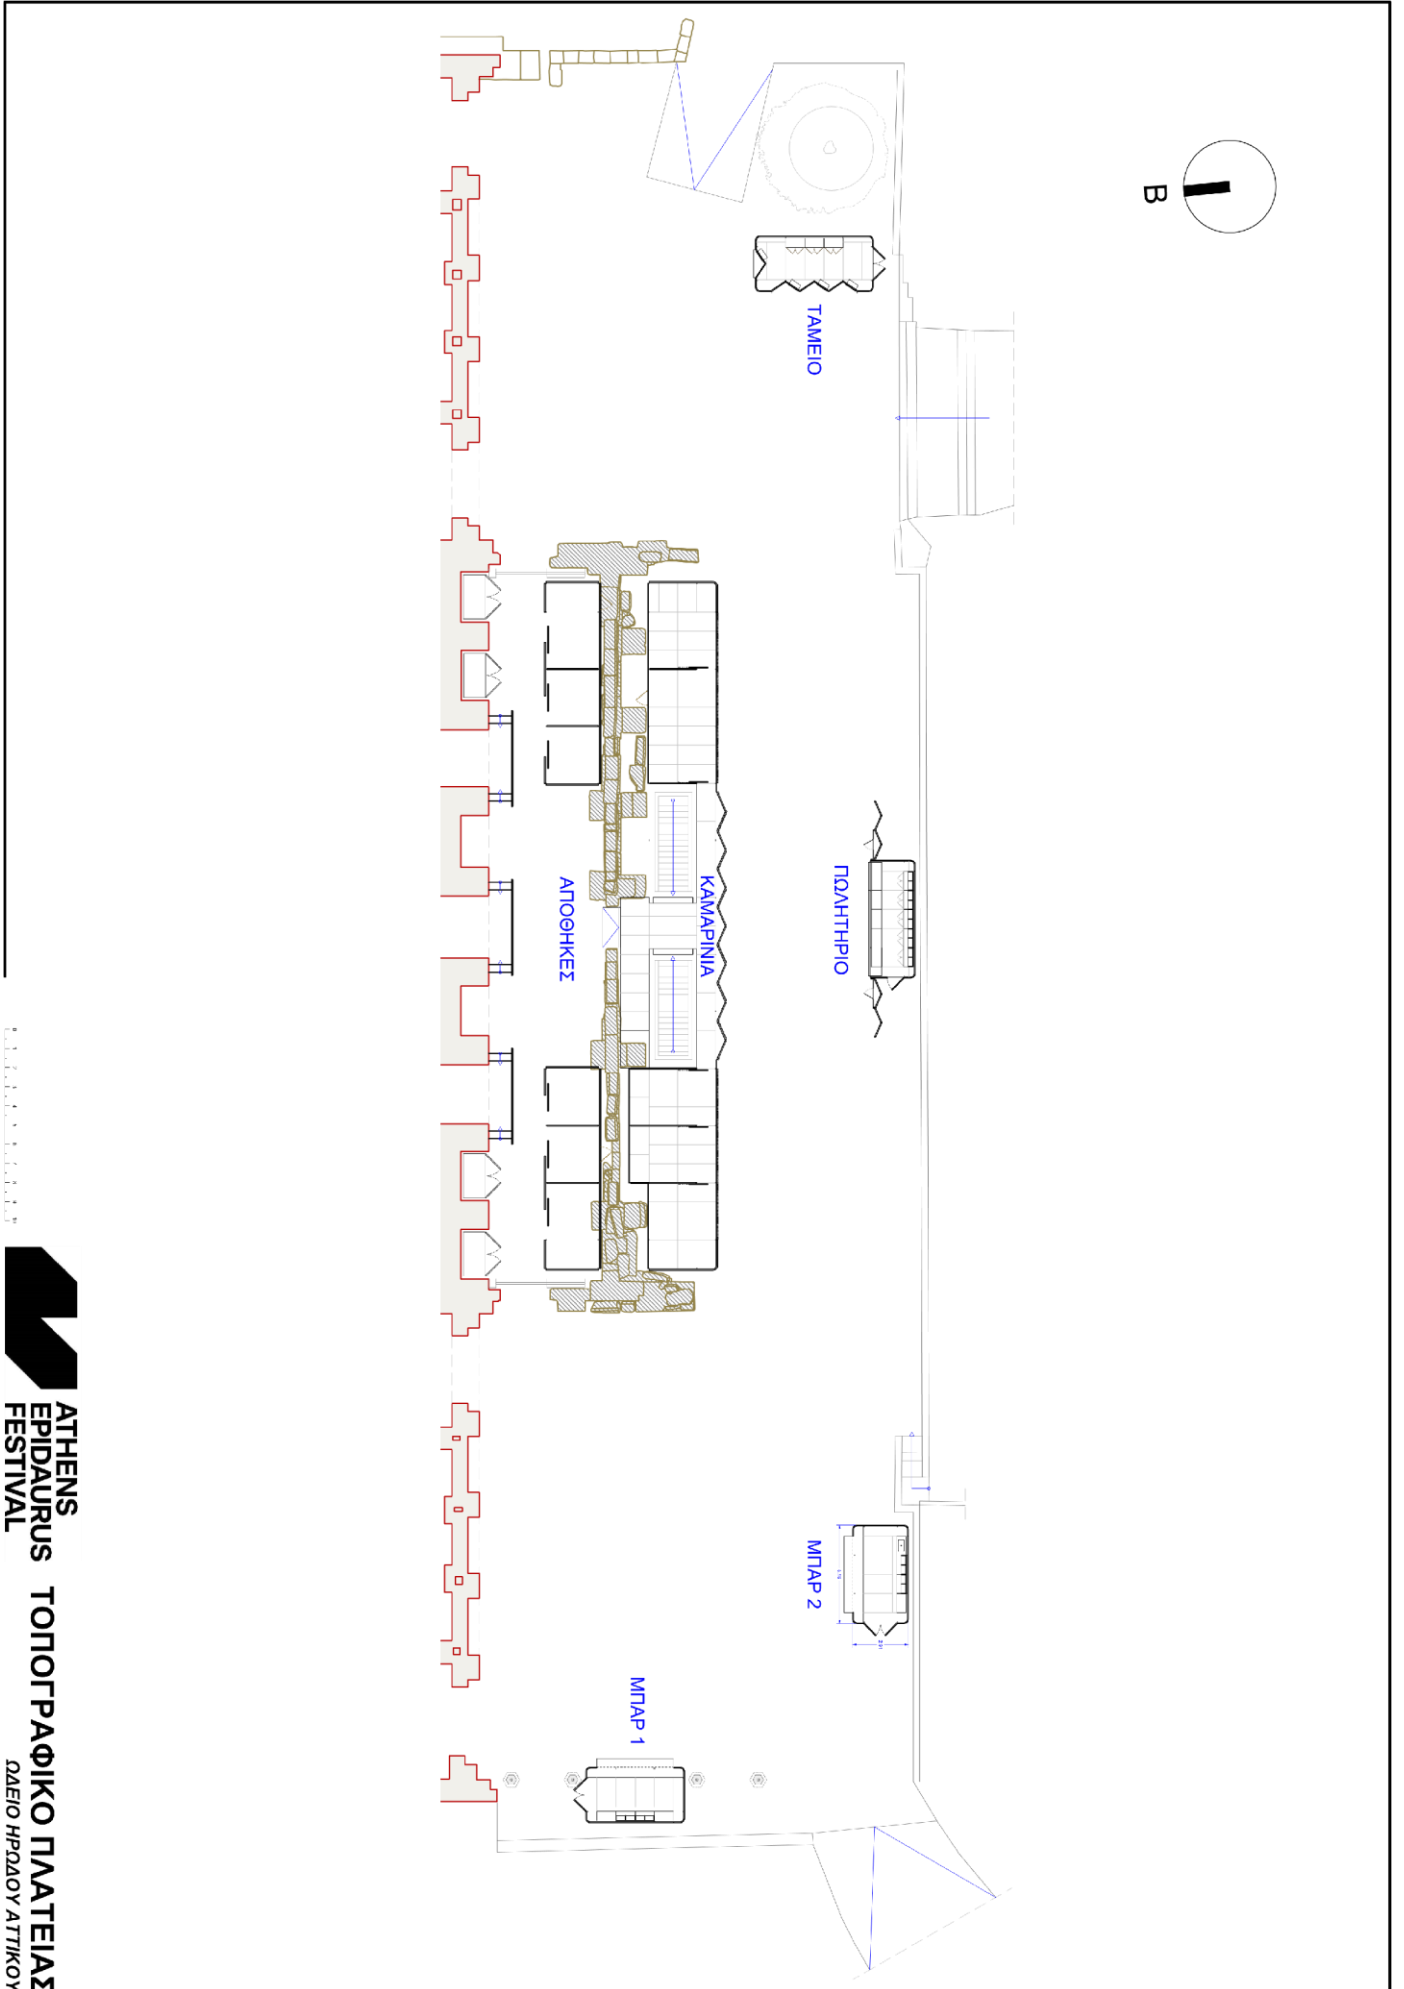 Β
ΤΑΜΕΙΟ
ΠΩΛΗΤΗΡΙΟ
ΚΑΜΑΡΙΝΙΑ
ΑΠΟΘΗΚΕΣ
ΜΠΑΡ 2
ΜΠΑΡ 1
ATHENS
EPIDAURUS
FESTIVAL
ΤΟΠΟΓΡΑΦΙΚΟ ΠΛΑΤΕΙΑΣ
ΩΔΕΙΟ ΗΡΩΔΟΥ ΑΤΤΙΚΟΥ